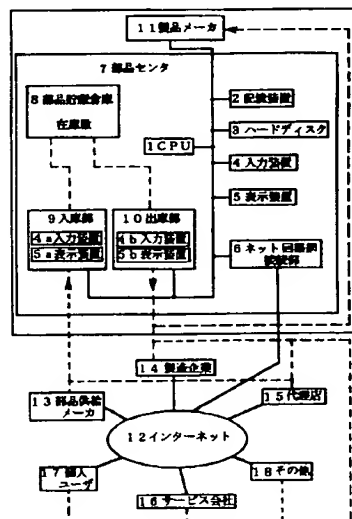 11製品メーカ
7部品センタ
8部品貯蔵倉庫
在庫数
2記憶装置
3ハードディスク
1CPU
4入力装置
5表示装置
9入庫部
4a入力装置
5a表示装置
10出庫部
4b入力装置
5b表示装置
6ネット回路網
接続部
14製造企業
13部品供給
メーカ
15代理店
12インターネット
17個人
ユーザ
18その他
16サービス会社